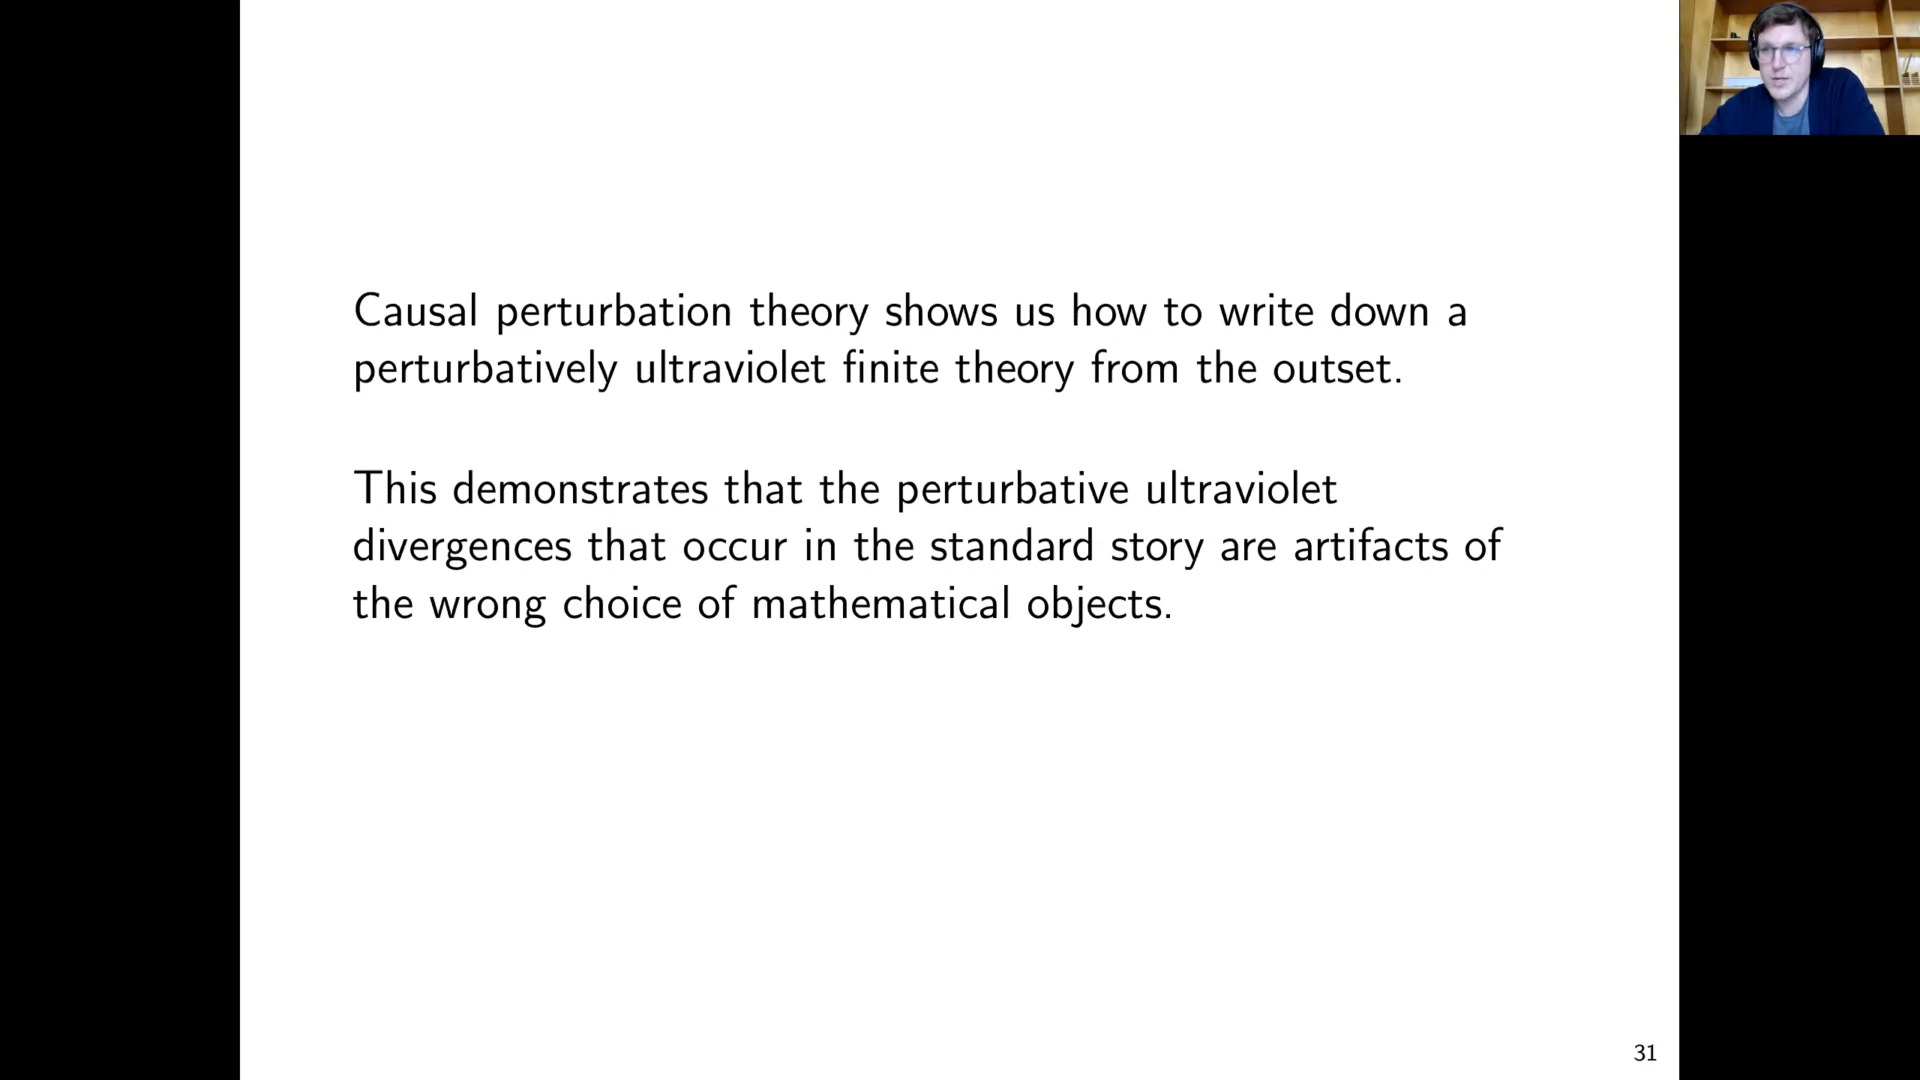 Causal perturbation theory shows us how to write down a
perturbatively ultraviolet finite theory from the outset.
This demonstrates that the perturbative ultraviolet
divergences that occur in the standard story are artifacts of
the wrong choice of mathematical objects.
31